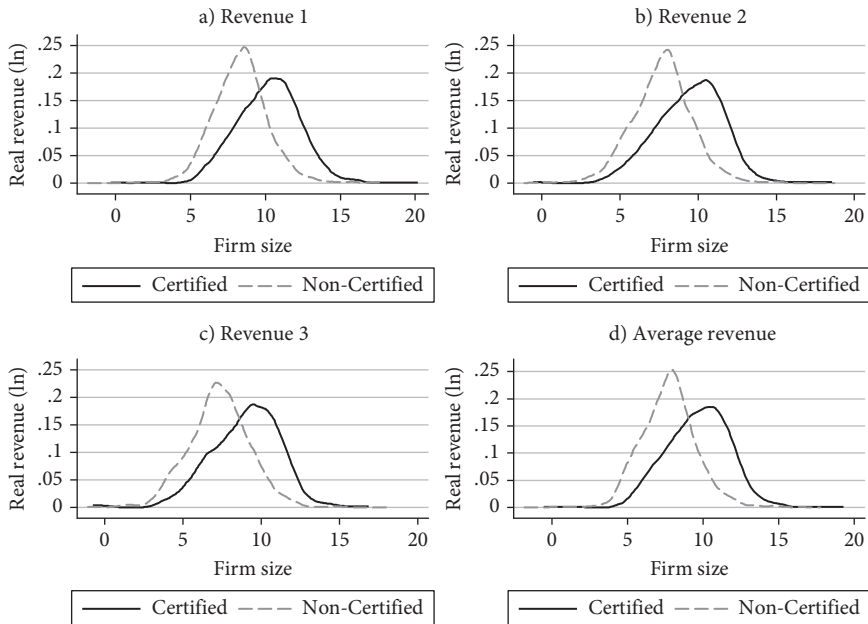 a) Revenue 1
Real revenue (ln)
.25
.2
.15
.1
.05
0
0 5 10 15 20
Firm size
Certified Non-Certified
b) Revenue 2
Real revenue (ln)
.25
.2
.15
.1
.05
0
0 5 10 15 20
Firm size
Certified Non-Certified
c) Revenue 3
Real revenue (ln)
.25
.2
.15
.1
.05
0
0 5 10 15 20
Firm size
Certified Non-Certified
d) Average revenue
Real revenue (ln)
.25
.2
.15
.1
.05
0
0 5 10 15 20
Firm size
Certified Non-Certified